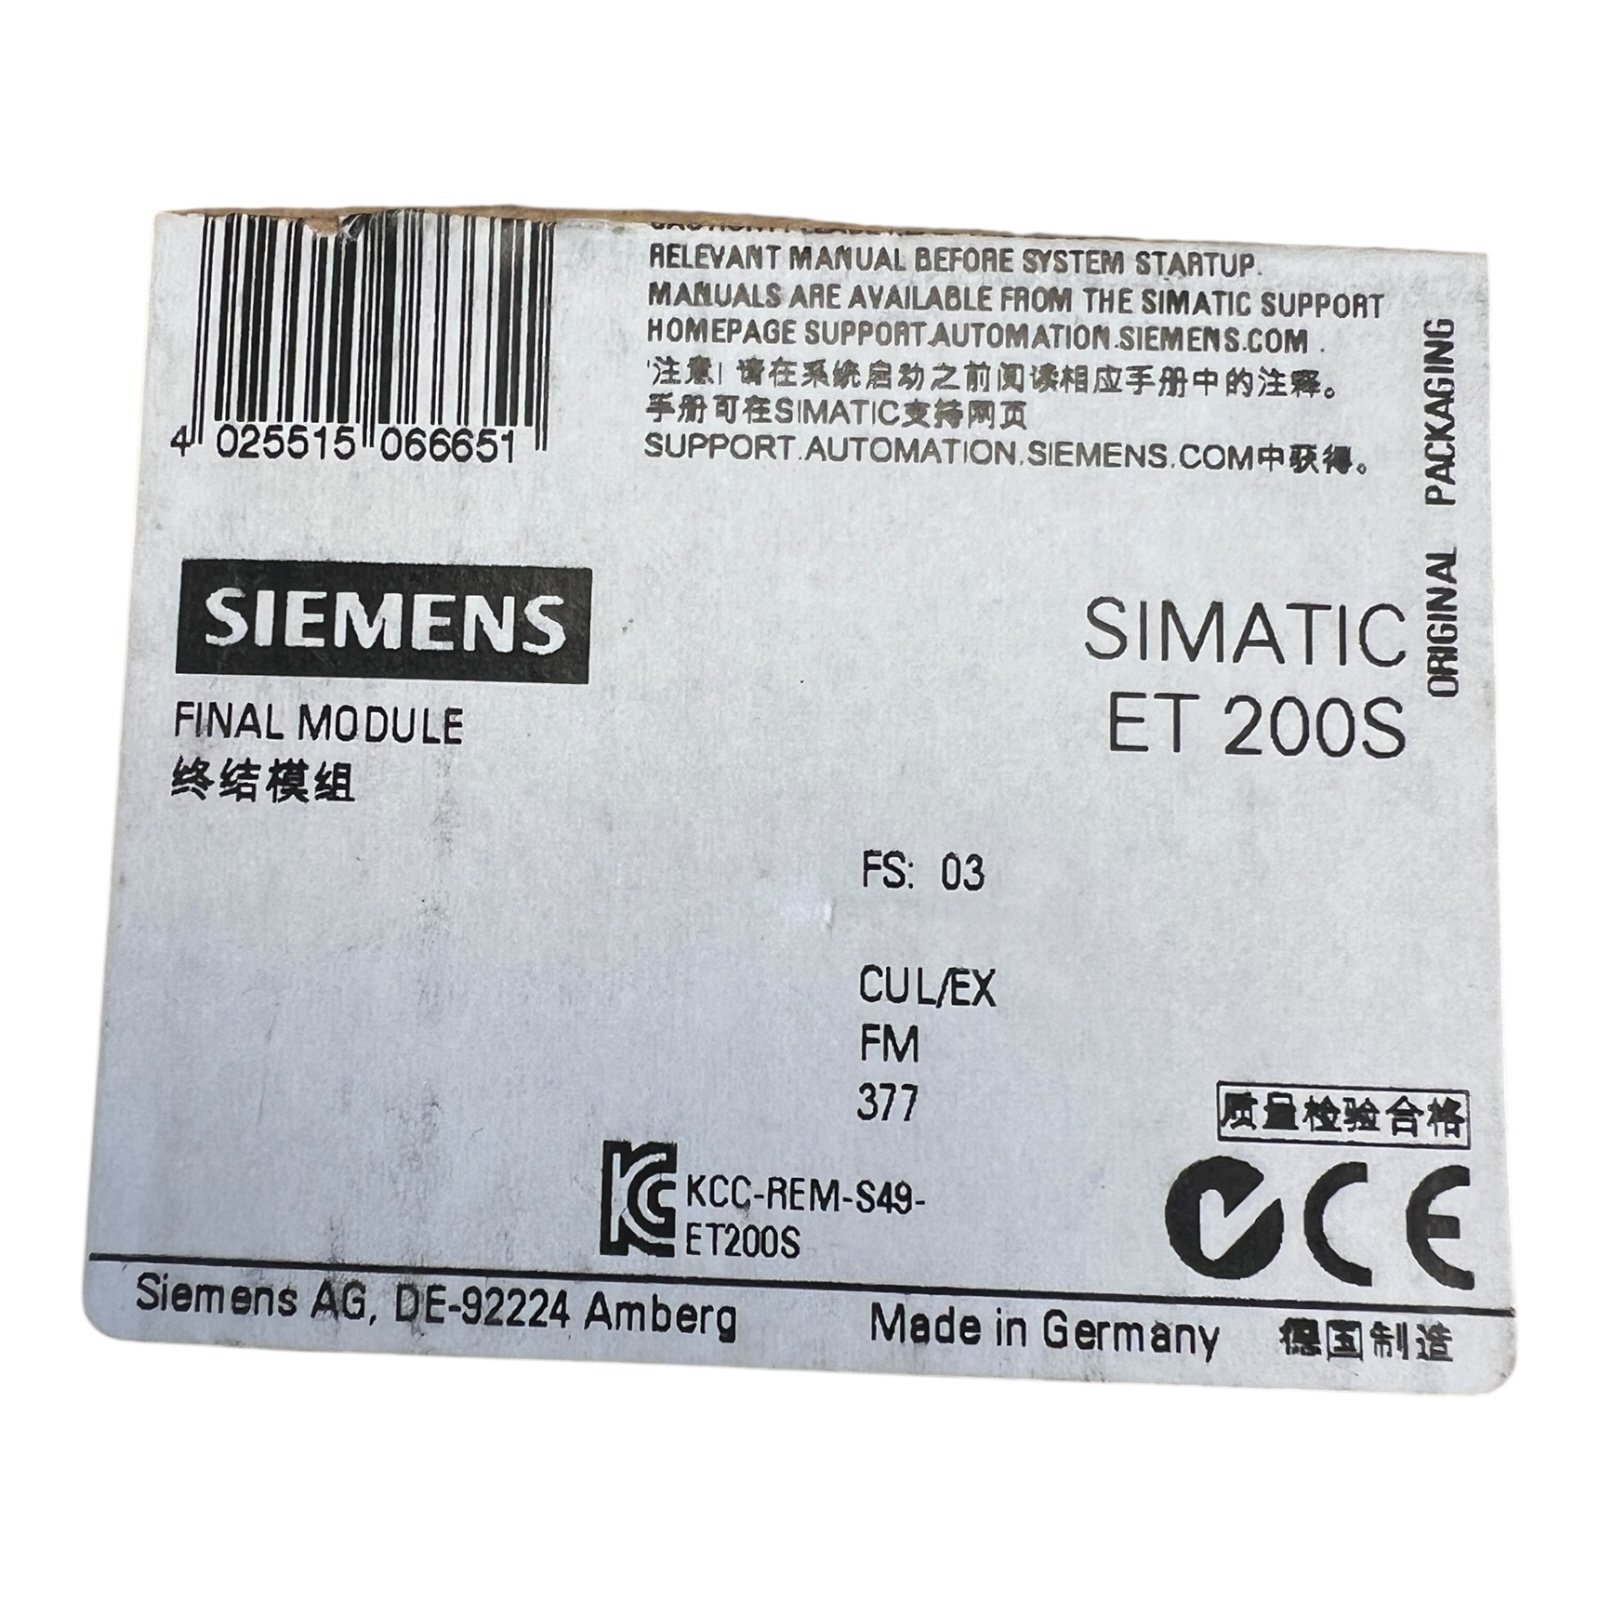 4 025515 066651
RELEVANT MANUAL BEFORE SYSTEM STARTUP.
MANUALS ARE AVAILABLE FROM THE SIMATIC SUPPORT
HOMEPAGE SUPPORT.AUTOMATION.SIEMENS.COM .
注意! 请在系统启动之前阅读相应手册中的注释。
手册可在SIMATIC支持网页
SUPPORT.AUTOMATION.SIEMENS.COM中获得。
ORIGINAL PACKAGING
SIEMENS
SIMATIC
ET 200S
FINAL MODULE
终结模组
FS: 03
CUL/EX
FM
377
质量检验合格
KCC-REM-S49-
ET200S
CE
Siemens AG, DE-92224 Amberg Made in Germany 德国制造